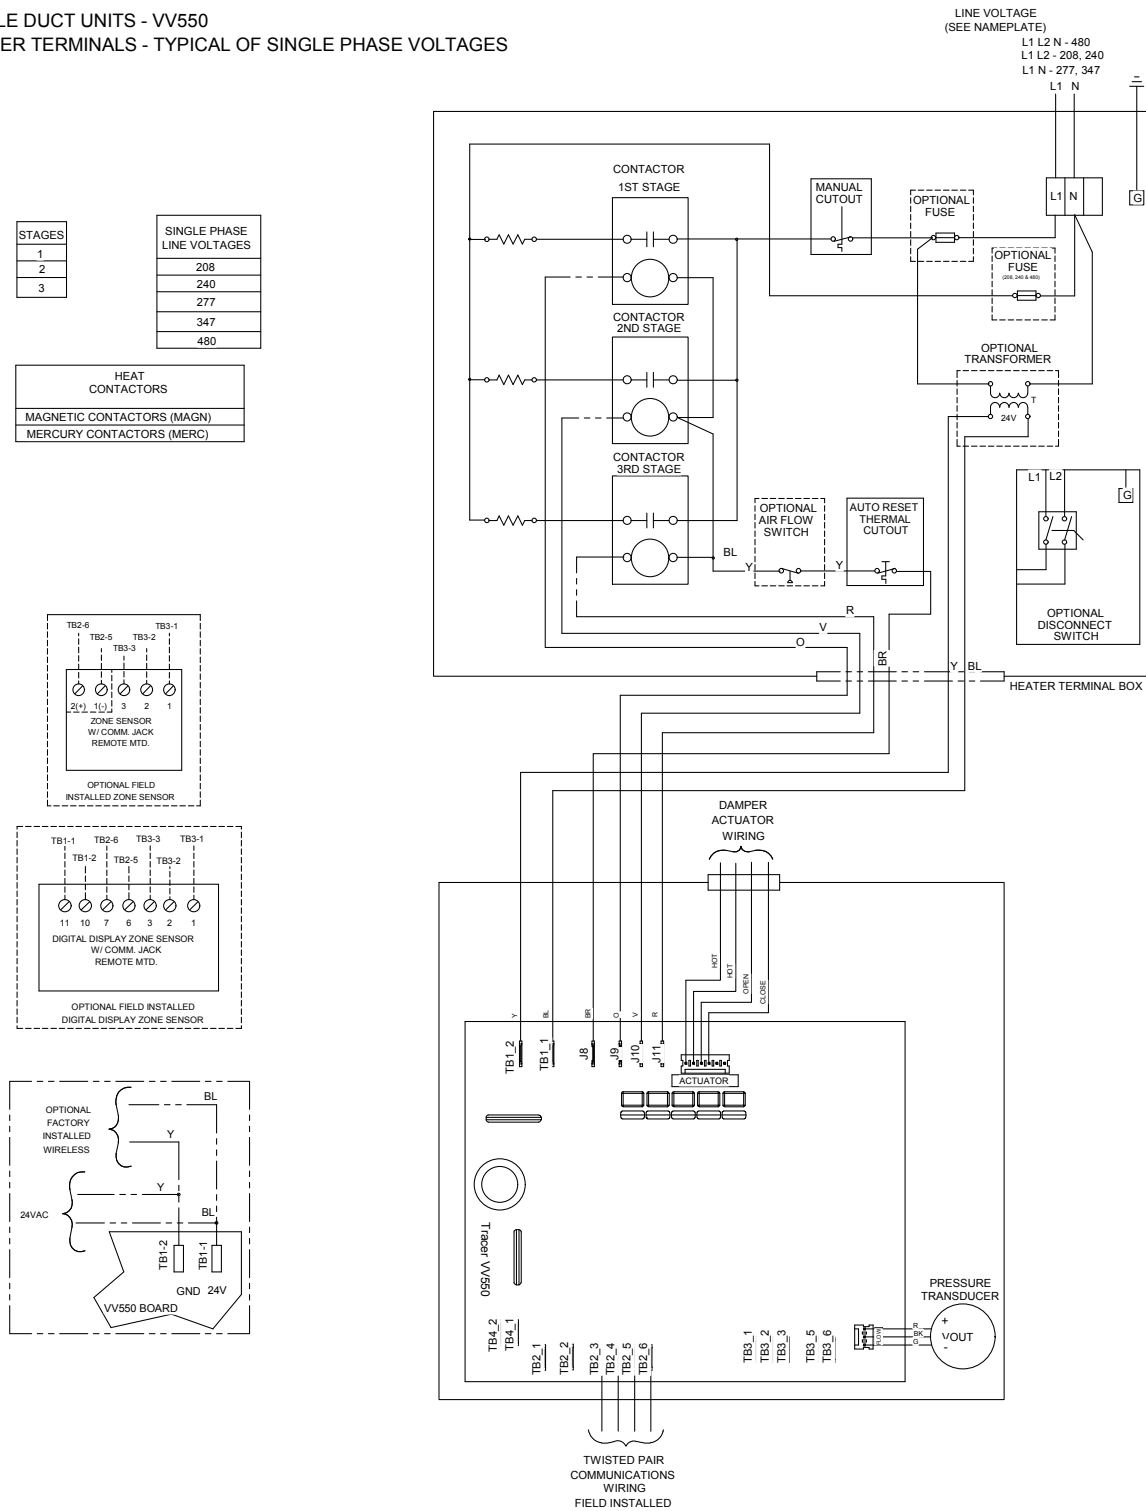 LE DUCT UNITS - VV550
ER TERMINALS - TYPICAL OF SINGLE PHASE VOLTAGES
LINE VOLTAGE
(SEE NAMEPLATE)
L1 L2 N - 480
L1 L2 - 208, 240
L1 N - 277, 347
L1 N
STAGES
1
2
3
SINGLE PHASE
LINE VOLTAGES
208
240
277
347
480
HEAT
CONTACTORS
MAGNETIC CONTACTORS (MAGN)
MERCURY CONTACTORS (MERC)
CONTACTOR
1ST STAGE
MANUAL
CUTOUT
OPTIONAL
FUSE
L1 N
G
OPTIONAL
FUSE
(208, 240 & 480)
CONTACTOR
2ND STAGE
OPTIONAL
TRANSFORMER
T
24V
CONTACTOR
3RD STAGE
BL
Y
OPTIONAL
AIR FLOW
SWITCH
Y
AUTO RESET
THERMAL
CUTOUT
L1 L2
G
OPTIONAL
DISCONNECT
SWITCH
R
V
O
BR
Y BL
HEATER TERMINAL BOX
TB2-6
TB2-5
TB3-3
TB3-2
TB3-1
2(+) 1(-) 3 2 1
ZONE SENSOR
W/ COMM. JACK
REMOTE MTD.
OPTIONAL FIELD
INSTALLED ZONE SENSOR
TB1-1 TB2-6 TB3-3 TB3-1
TB1-2 TB2-5 TB3-2
11 10 7 6 3 2 1
DIGITAL DISPLAY ZONE SENSOR
W/ COMM. JACK
REMOTE MTD.
OPTIONAL FIELD INSTALLED
DIGITAL DISPLAY ZONE SENSOR
OPTIONAL
FACTORY
INSTALLED
WIRELESS
BL
Y
24VAC
Y
BL
TB1-2
TB1-1
GND 24V
VV550 BOARD
DAMPER
ACTUATOR
WIRING
HOT
HOT
OPEN
CLOSE
Y
BL
BR
O
V
R
TB1_2
TB1_1
J8
J9
J10
J11
ACTUATOR
Tracer VV550
TB4_2
TB4_1
TB2_1
TB2_2
TB2_3
TB2_4
TB2_5
TB2_6
TB3_1
TB3_2
TB3_3
TB3_5
TB3_6
FLOW
R
BK
G
PRESSURE
TRANSDUCER
+
VOUT
-
TWISTED PAIR
COMMUNICATIONS
WIRING
FIELD INSTALLED